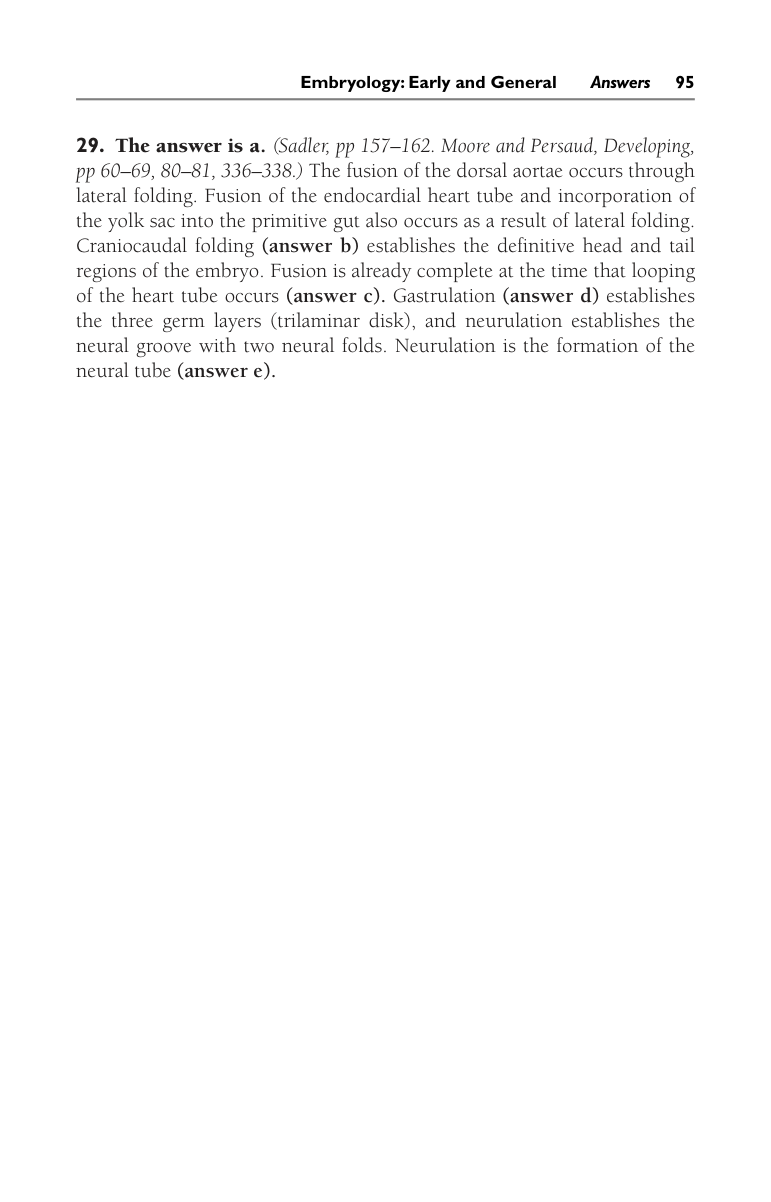 Embryology: Early and General Answers 95
29. The answer is a. (Sadler, pp 157–162. Moore and Persaud, Developing,
pp 60–69, 80–81, 336–338.) The fusion of the dorsal aortae occurs through
lateral folding. Fusion of the endocardial heart tube and incorporation of
the yolk sac into the primitive gut also occurs as a result of lateral folding.
Craniocaudal folding (answer b) establishes the definitive head and tail
regions of the embryo. Fusion is already complete at the time that looping
of the heart tube occurs (answer c). Gastrulation (answer d) establishes
the three germ layers (trilaminar disk), and neurulation establishes the
neural groove with two neural folds. Neurulation is the formation of the
neural tube (answer e).